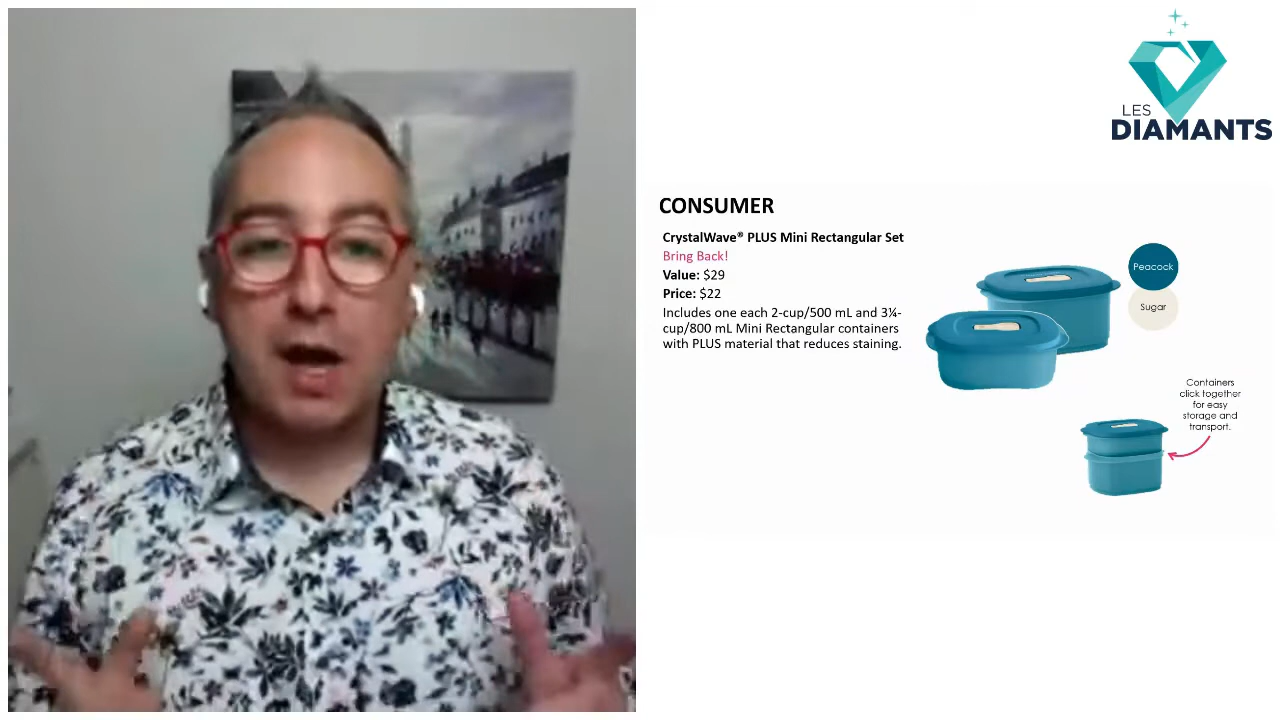 LES
DIAMANTS
CONSUMER
CrystalWave® PLUS Mini Rectangular Set
Bring Back!
Value: $29
Price: $22
Includes one each 2-cup/500 mL and 3¼-
cup/800 mL Mini Rectangular containers
with PLUS material that reduces staining.
Peacock
Sugar
Containers
click together
for easy
storage and
transport.